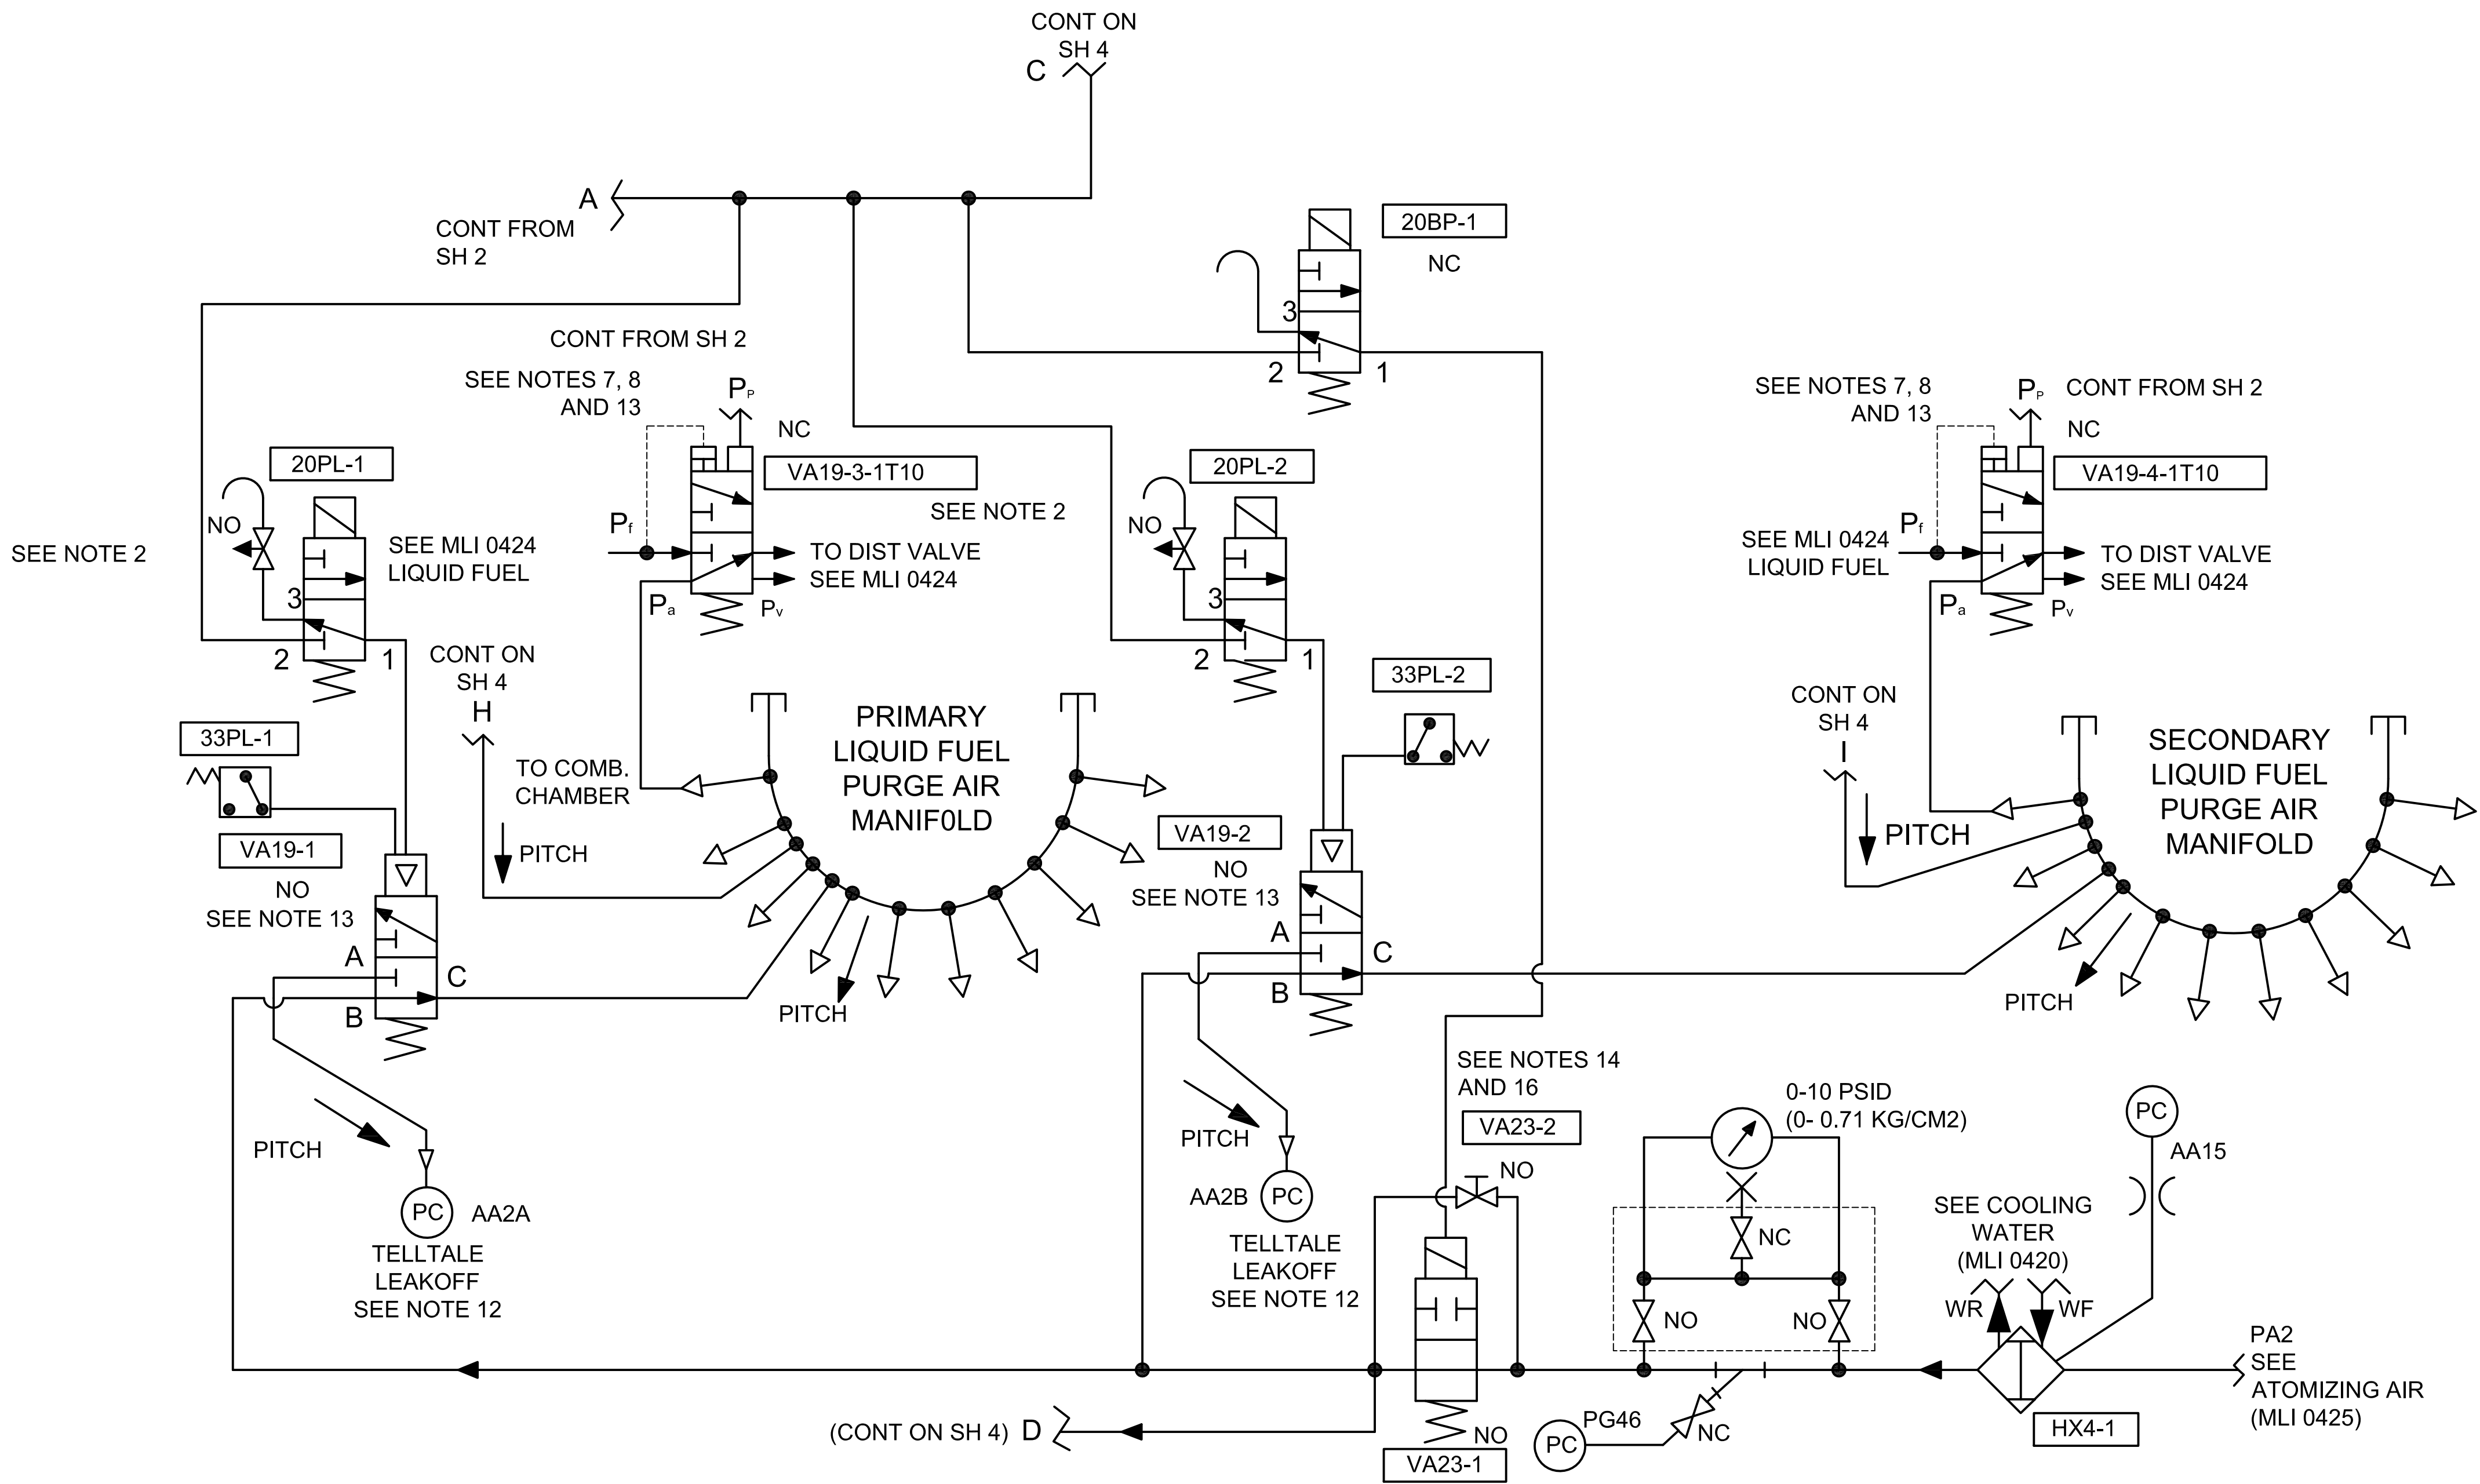 CONT ON
SH 4
C
A
CONT FROM
SH 2
20BP-1
NC
3
2
1
CONT FROM SH 2
SEE NOTES 7, 8
AND 13
PP
NC
VA19-3-1T10
SEE NOTE 2
Pf
TO DIST VALVE
SEE MLI 0424
Pa
Pv
20PL-1
NO
SEE NOTE 2
SEE MLI 0424
LIQUID FUEL
3
2
1
20PL-2
NO
3
2
1
SEE NOTES 7, 8
AND 13
PP
CONT FROM SH 2
NC
VA19-4-1T10
Pf
SEE MLI 0424
LIQUID FUEL
TO DIST VALVE
SEE MLI 0424
Pa
Pv
CONT ON
SH 4
H
33PL-1
TO COMB.
CHAMBER
PITCH
PRIMARY
LIQUID FUEL
PURGE AIR
MANIF0LD
PITCH
33PL-2
CONT ON
SH 4
I
PITCH
SECONDARY
LIQUID FUEL
PURGE AIR
MANIFOLD
PITCH
VA19-1
NO
SEE NOTE 13
A
C
B
VA19-2
NO
SEE NOTE 13
A
C
B
PITCH
PC
AA2A
TELLTALE
LEAKOFF
SEE NOTE 12
PITCH
AA2B
PC
TELLTALE
LEAKOFF
SEE NOTE 12
SEE NOTES 14
AND 16
VA23-2
NO
0-10 PSID
(0- 0.71 KG/CM2)
NC
NO
NO
PC
AA15
SEE COOLING
WATER
(MLI 0420)
WR
WF
PA2
SEE
ATOMIZING AIR
(MLI 0425)
HX4-1
(CONT ON SH 4)
D
NO
VA23-1
PC
PG46
NC